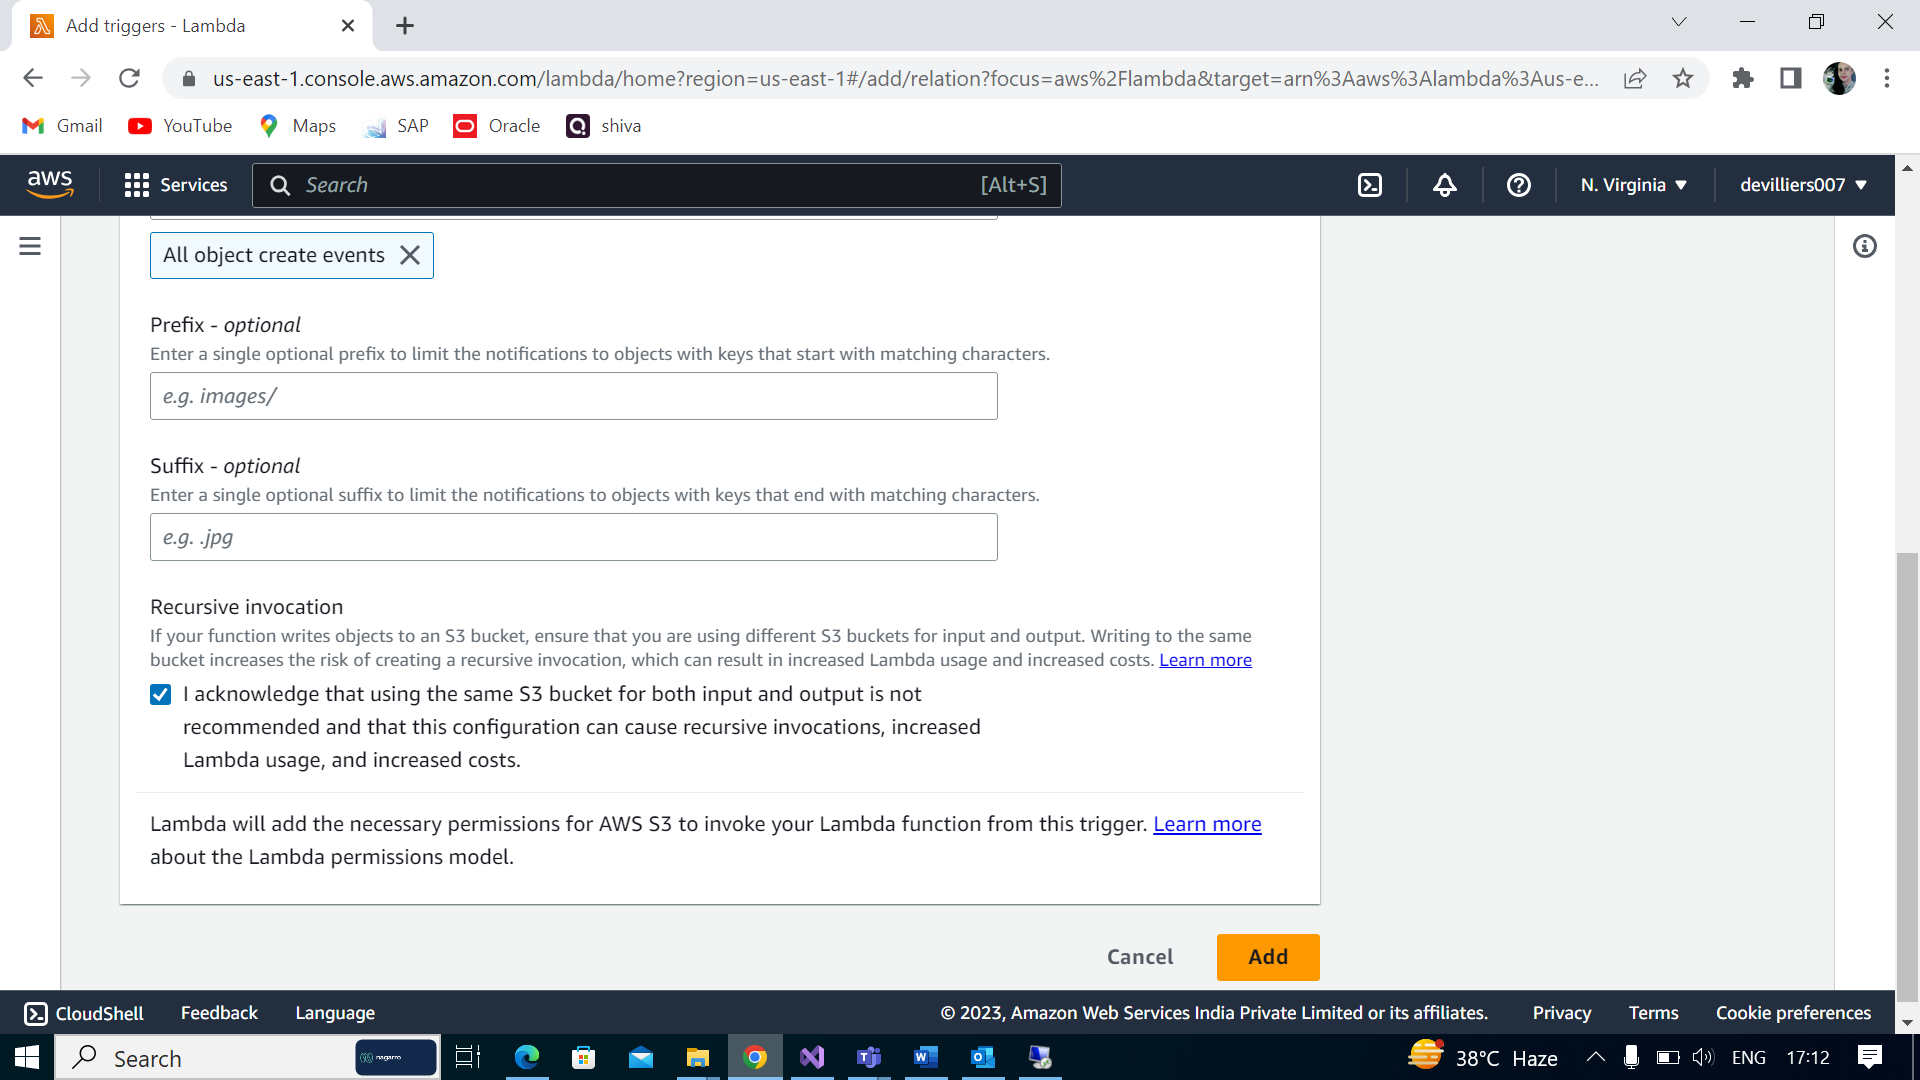 Add triggers - Lambda
us-east-1.console.aws.amazon.com/lambda/home?region=us-east-1#/add/relation?focus=aws%2Flambda&target=arn%3Aaws%3Alambda%3Aus-e...
Gmail YouTube Maps SAP Oracle shiva
aws Services Search [Alt+S] N. Virginia devilliers007
All object create events
Prefix - optional
Enter a single optional prefix to limit the notifications to objects with keys that start with matching characters.
e.g. images/
Suffix - optional
Enter a single optional suffix to limit the notifications to objects with keys that end with matching characters.
e.g. .jpg
Recursive invocation
If your function writes objects to an S3 bucket, ensure that you are using different S3 buckets for input and output. Writing to the same
bucket increases the risk of creating a recursive invocation, which can result in increased Lambda usage and increased costs. Learn more
I acknowledge that using the same S3 bucket for both input and output is not
recommended and that this configuration can cause recursive invocations, increased
Lambda usage, and increased costs.
Lambda will add the necessary permissions for AWS S3 to invoke your Lambda function from this trigger. Learn more
about the Lambda permissions model.
Cancel Add
CloudShell Feedback Language © 2023, Amazon Web Services India Private Limited or its affiliates. Privacy Terms Cookie preferences
Search nagarro 38°C Haze ENG 17:12